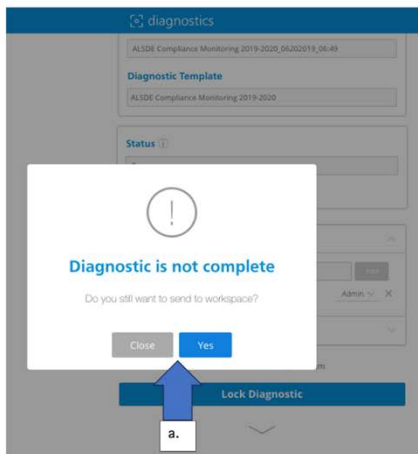 diagnostics
ALSDE Compliance Monitoring 2019-2020_06202019_06:49
Diagnostic Template
ALSDE Compliance Monitoring 2019-2020
Status
Diagnostic is not complete
Do you still want to send to workspace?
Admin
Close Yes
Lock Diagnostic
a.